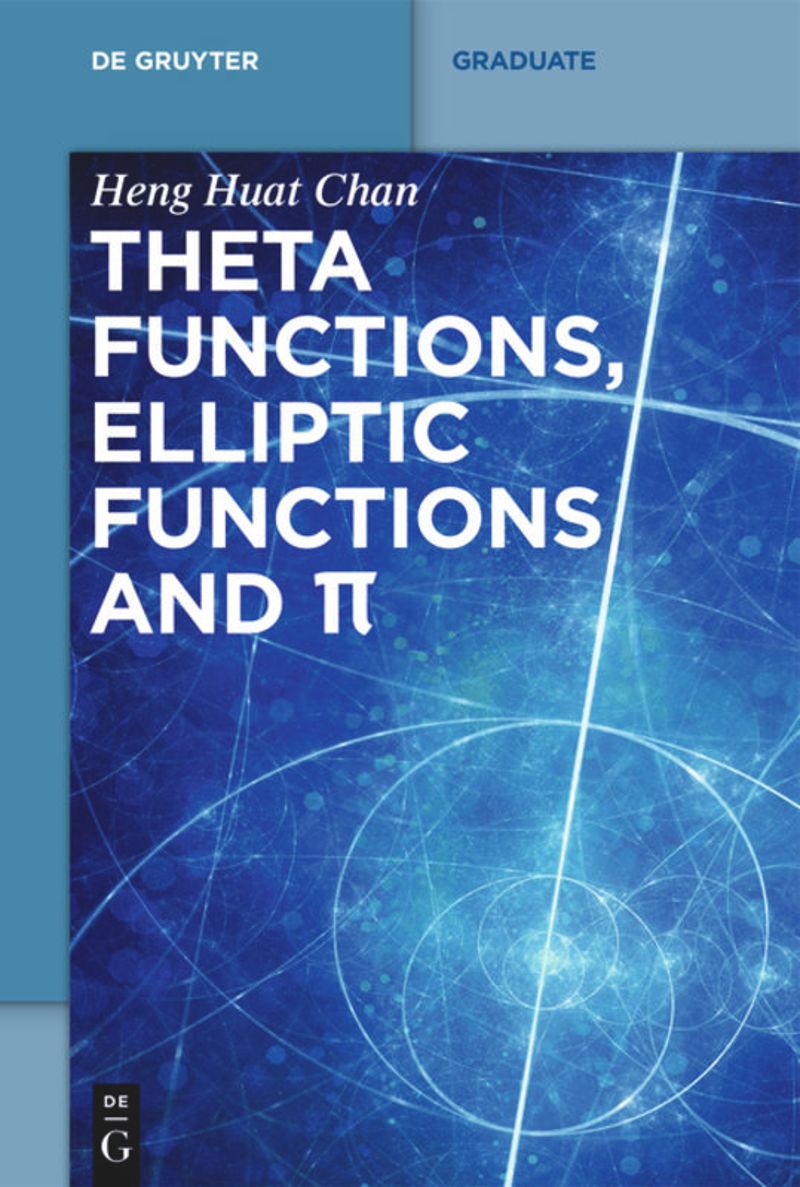 DE GRUYTER
GRADUATE
Heng Huat Chan
THETA
FUNCTIONS,
ELLIPTIC
FUNCTIONS
AND π
DE
G